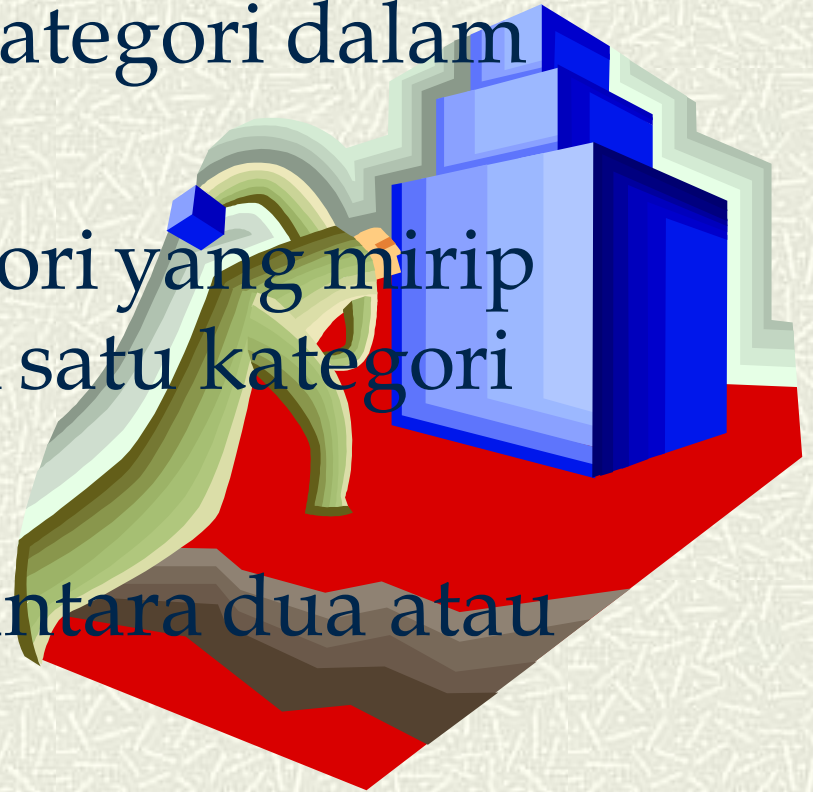 ategori dalam
ori yang mirip
satu kategori
ntara dua atau